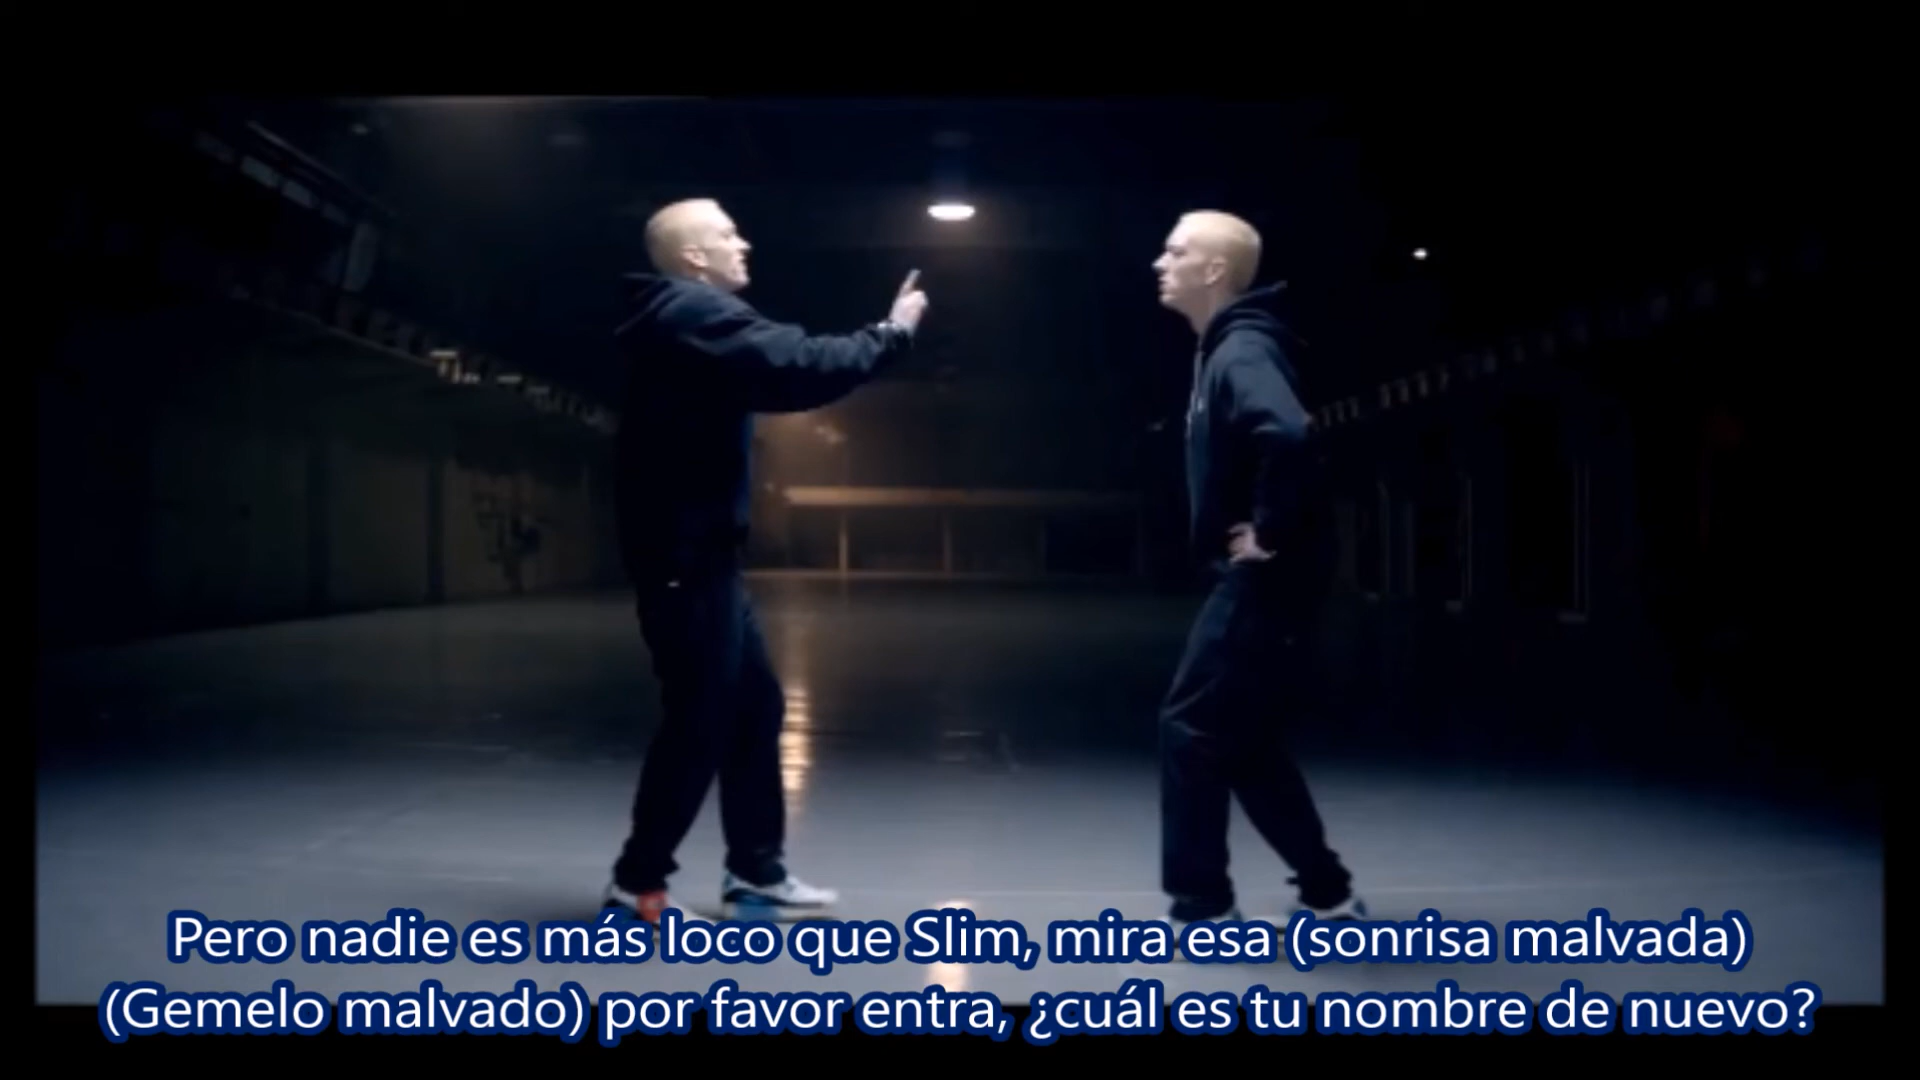 Pero nadie es más loco que Slim, mira esa (sonrisa malvada)
(Gemelo malvado) por favor entra, ¿cuál es tu nombre de nuevo?